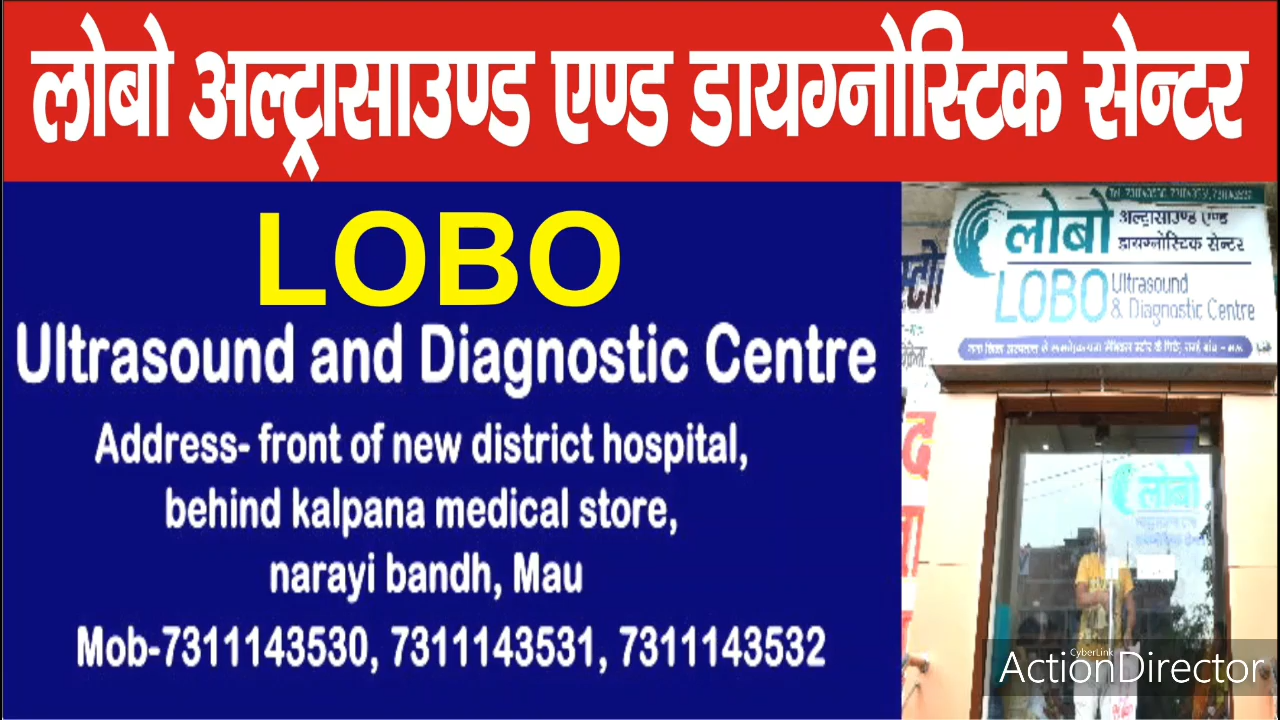 लोबो अल्ट्रासाउण्ड एण्ड डायग्नोस्टिक सेन्टर
LOBO
Ultrasound and Diagnostic Centre
Address- front of new district hospital,
behind kalpana medical store,
narayi bandh, Mau
Mob-7311143530, 7311143531, 7311143532
लोबो अल्ट्रासाउण्ड एण्ड
डायग्नोस्टिक सेन्टर
LOBO Ultrasound
& Diagnostic Centre
लोबो
CyberLink
ActionDirector